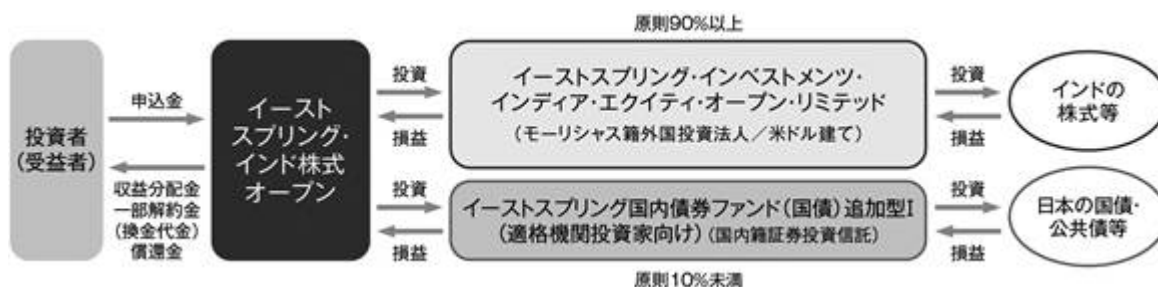 原則90%以上
投資者
(受益者)
申込金
収益分配金
一部解約金
(換金代金)
償還金
イースト
スプリング・
インド株式
オープン
投資
損益
イーストスプリング・インベストメンツ・
インディア・エクイティ・オープン・リミテッド
(モーリシャス籍外国投資法人/米ドル建て)
投資
損益
インドの
株式等
投資
損益
イーストスプリング国内債券ファンド(国債)追加型I
(適格機関投資家向け)(国内籍証券投資信託)
投資
損益
日本の国債・
公共債等
原則10%未満